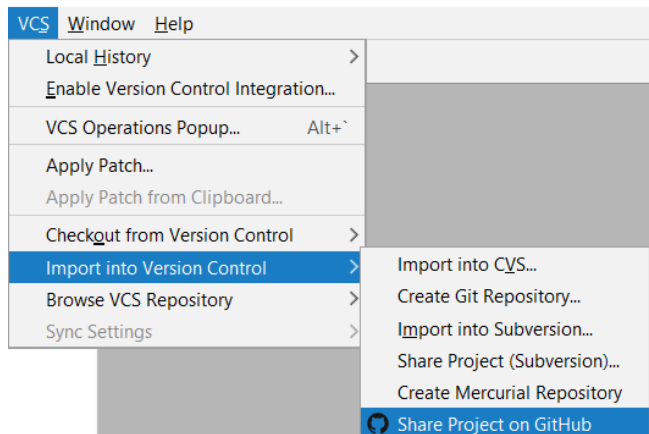 VCS Window Help
Local History
Enable Version Control Integration...
VCS Operations Popup... Alt+`
Apply Patch...
Apply Patch from Clipboard...
Checkout from Version Control
Import into Version Control
Browse VCS Repository
Sync Settings
Import into CVS...
Create Git Repository...
Import into Subversion...
Share Project (Subversion)...
Create Mercurial Repository
Share Project on GitHub